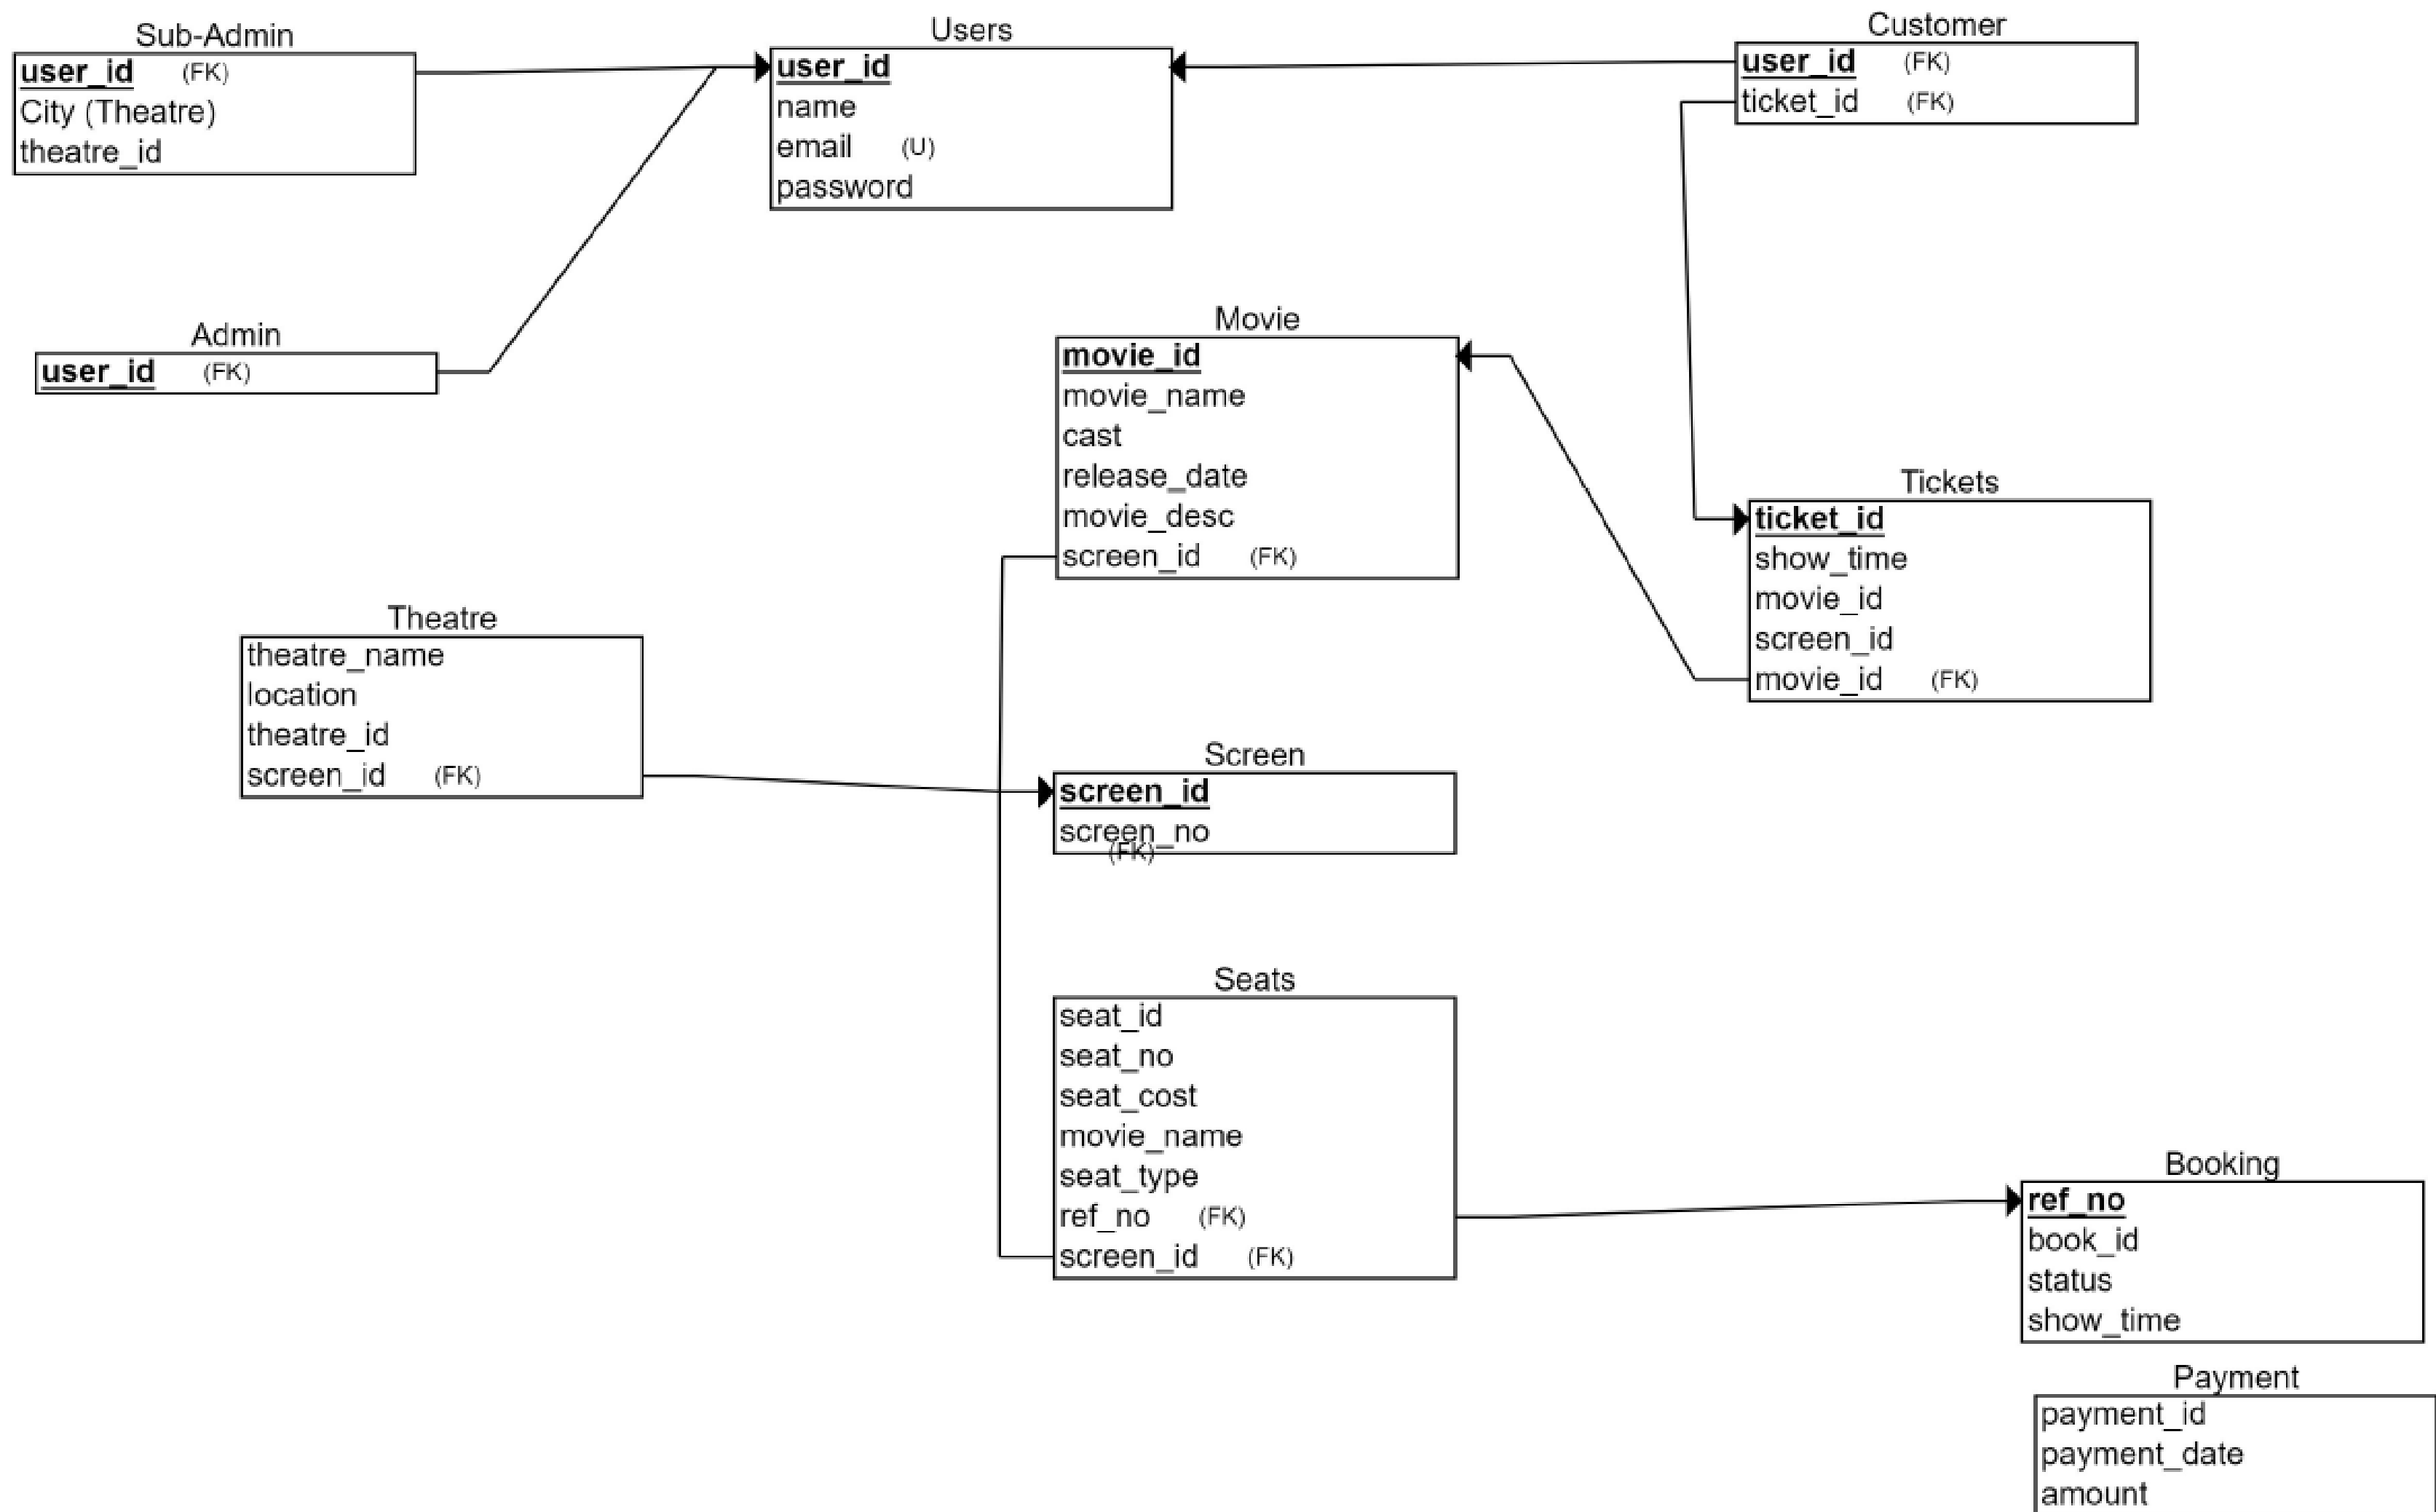 Sub-Admin
user_id (FK)
City (Theatre)
theatre_id
Users
user_id
name
email (U)
password
Customer
user_id (FK)
ticket_id (FK)
Admin
user_id (FK)
Movie
movie_id
movie_name
cast
release_date
movie_desc
screen_id (FK)
Tickets
ticket_id
show_time
movie_id
screen_id
movie_id (FK)
Theatre
theatre_name
location
theatre_id
screen_id (FK)
Screen
screen_id
screen_no
(FK)
Seats
seat_id
seat_no
seat_cost
movie_name
seat_type
ref_no (FK)
screen_id (FK)
Booking
ref_no
book_id
status
show_time
Payment
payment_id
payment_date
amount